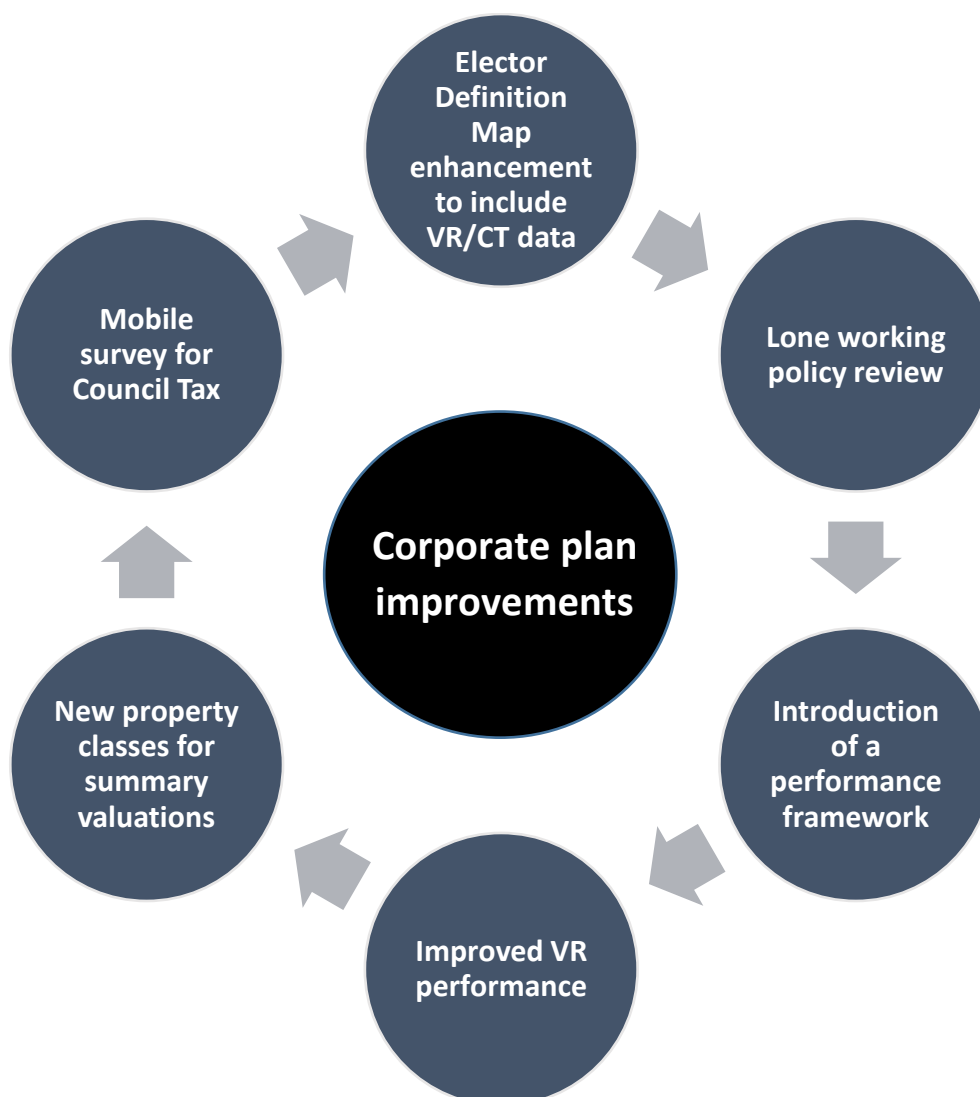 Elector
Definition
Map
enhancement
to include
VR/CT data
Lone working
policy review
Introduction
of a
performance
framework
Improved VR
performance
New property
classes for
summary
valuations
Mobile
survey for
Council Tax
Corporate plan
improvements